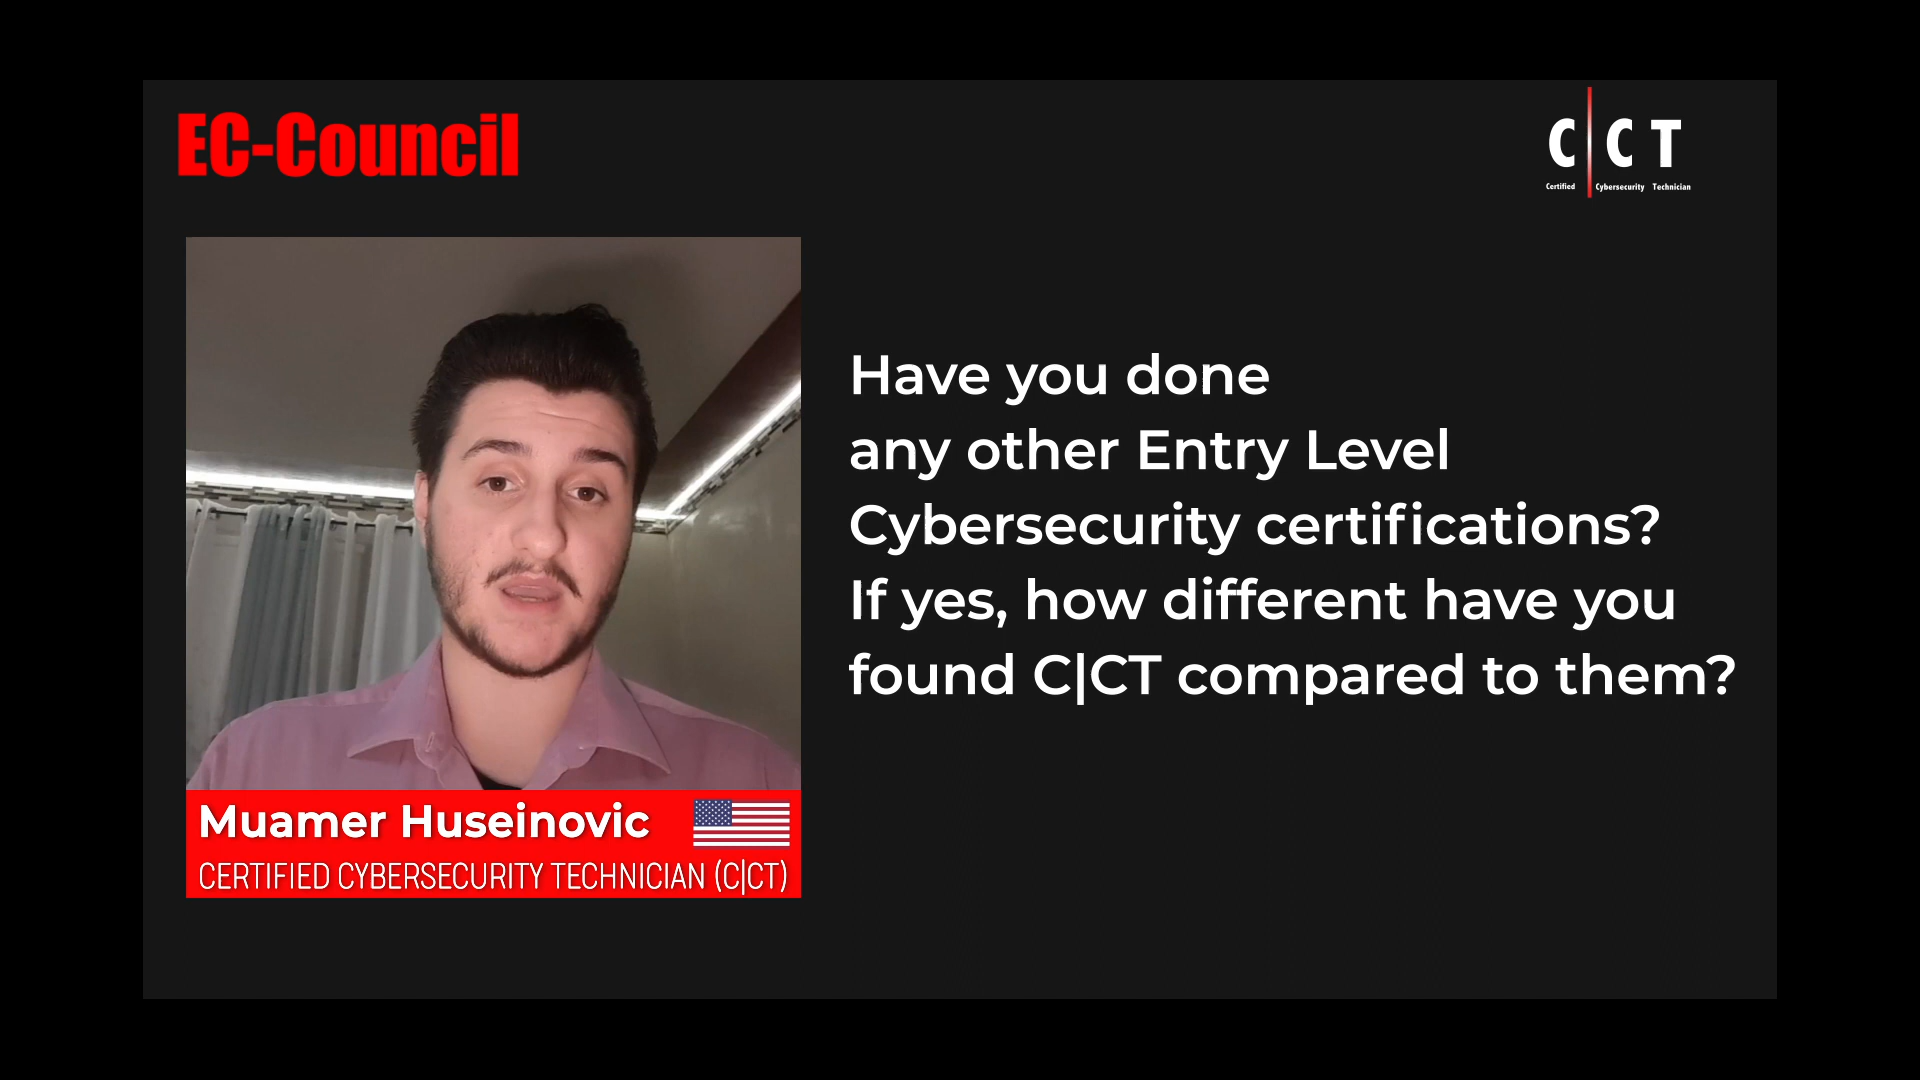 EC-Council
C|CT
Certified Cybersecurity Technician
Have you done
any other Entry Level
Cybersecurity certifications?
If yes, how different have you
found C|CT compared to them?
Muamer Huseinovic
CERTIFIED CYBERSECURITY TECHNICIAN (C|CT)